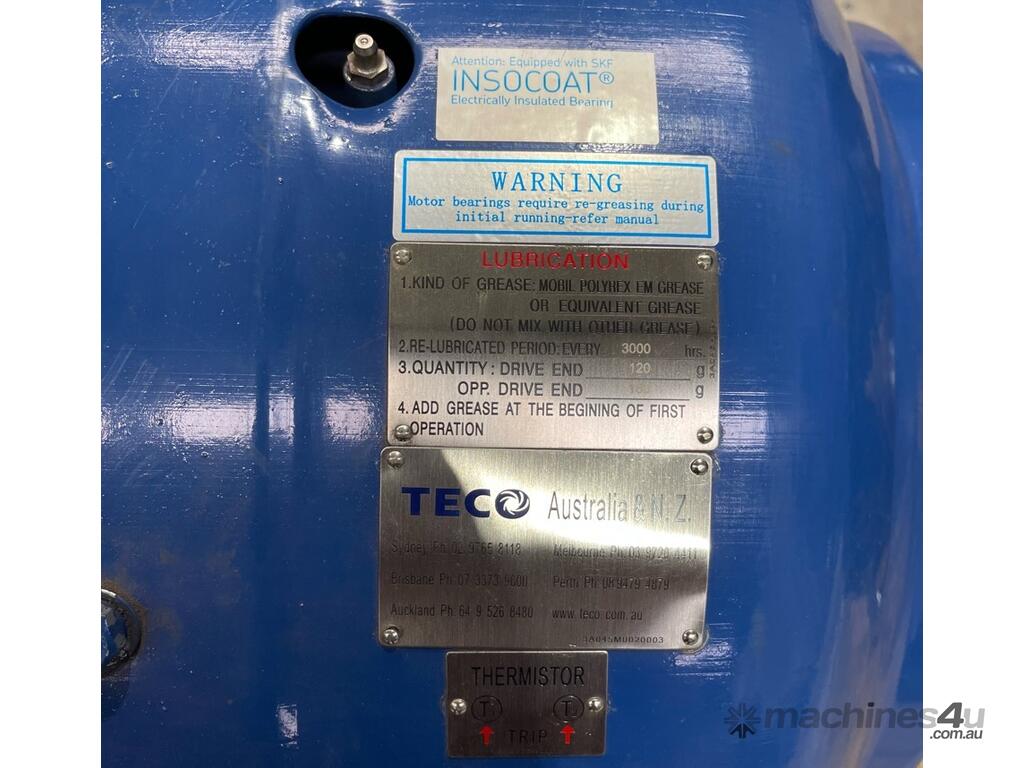 Attention: Equipped with SKF
INSOCOAT®
Electrically Insulated Bearing
WARNING
Motor bearings require re-greasing during
initial running-refer manual
LUBRICATION
1.KIND OF GREASE: MOBIL POLYREX EM GREASE
OR EQUIVALENT GREASE
(DO NOT MIX WITH OTHER GREASE)
2.RE-LUBRICATED PERIOD: EVERY 3000 hrs.
3.QUANTITY: DRIVE END 120 g
OPP. DRIVE END g
4. ADD GREASE AT THE BEGINING OF FIRST
OPERATION
TECO Australia & N.Z.
Sydney Ph. 02 9765 8118 Melbourne Ph. 03 9720 4411
Brisbane Ph. 07 3373 9600 Perth Ph. 08 9479 4879
Auckland Ph. 64 9 526 8480 www.teco.com.au
3A045M0020003
THERMISTOR
T T
TRIP
machines4u
.com.au